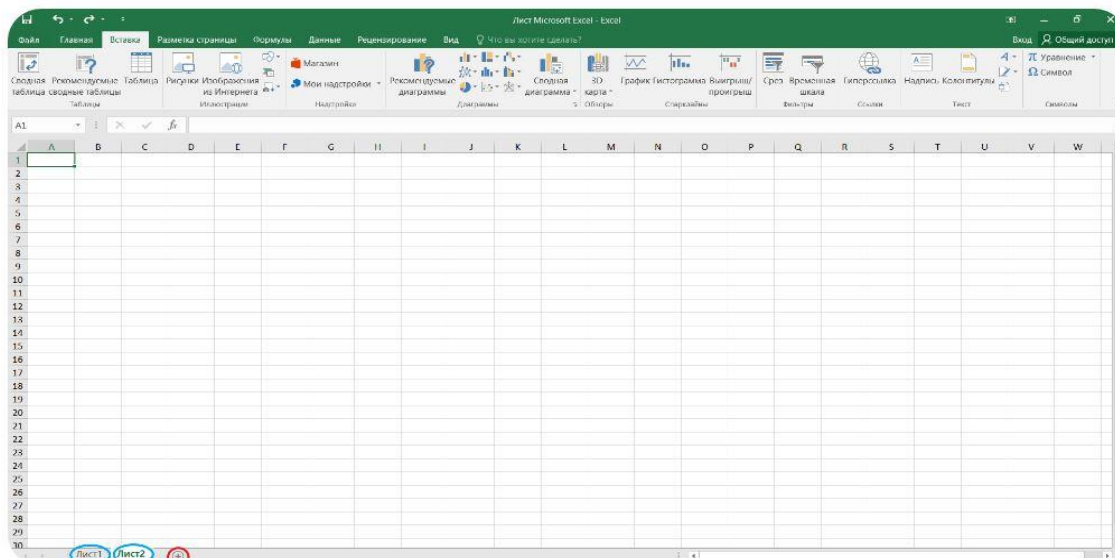 Лист Microsoft Excel - Excel
Файл Главная Вставка Разметка страницы Формулы Данные Рецензирование Вид Что вы хотите сделать? Вход Общий доступ
Сводная таблица
Рекомендуемые сводные таблицы
Таблица
Рисунки
Изображения из Интернета
Магазин
Мои надстройки
Рекомендуемые диаграммы
Сводная диаграмма
3D-карта
График
Гистограмма
Выигрыш/проигрыш
Срез
Временная шкала
Гиперссылка
Надпись
Колонтитулы
π Уравнение
Ω Символ
Таблицы Иллюстрации Надстройки Диаграммы Обзоры Спарклайны Фильтры Ссылки Текст Символы
A1 fx
A B C D E F G H I J K L M N O P Q R S T U V W
1
2
3
4
5
6
7
8
9
10
11
12
13
14
15
16
17
18
19
20
21
22
23
24
25
26
27
28
29
30
Лист1 Лист2